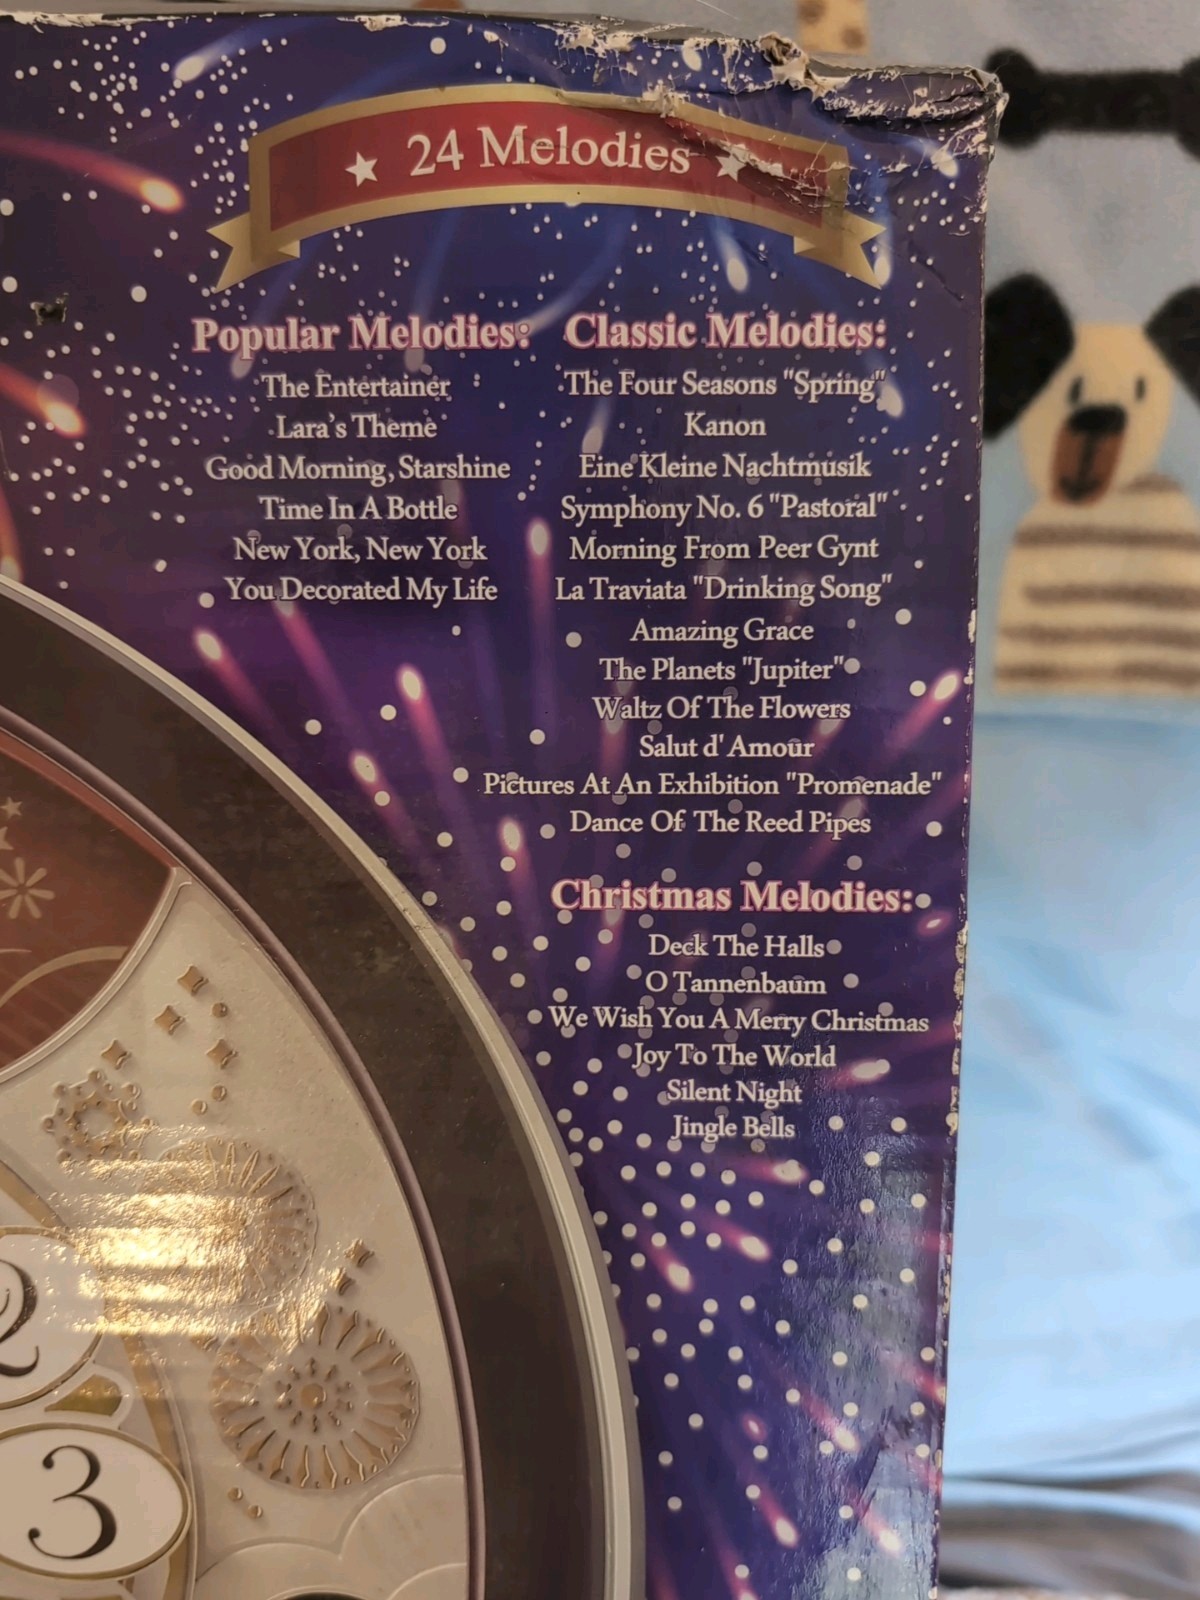 24 Melodies
Popular Melodies:
The Entertainer
Lara's Theme
Good Morning, Starshine
Time In A Bottle
New York, New York
You Decorated My Life
Classic Melodies:
The Four Seasons "Spring"
Kanon
Eine Kleine Nachtmusik
Symphony No. 6 "Pastoral"
Morning From Peer Gynt
La Traviata "Drinking Song"
Amazing Grace
The Planets "Jupiter"
Waltz Of The Flowers
Salut d' Amour
Pictures At An Exhibition "Promenade"
Dance Of The Reed Pipes
Christmas Melodies:
Deck The Halls
O Tannenbaum
We Wish You A Merry Christmas
Joy To The World
Silent Night
Jingle Bells
2
3